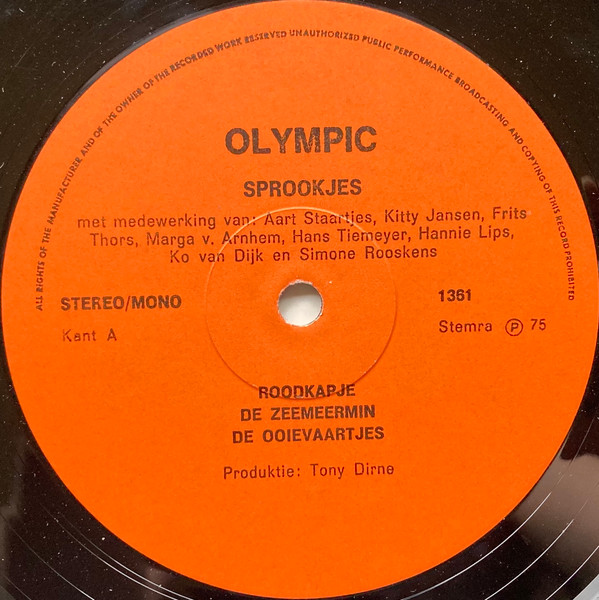 ALL RIGHTS OF THE MANUFACTURER AND OF THE OWNER OF THE RECORDED WORK RESERVED UNAUTHORIZED PUBLIC PERFORMANCE BROADCASTING AND COPYING OF THIS RECORD PROHIBITED
OLYMPIC
SPROOKJES
met medewerking van: Aart Staartjes, Kitty Jansen, Frits
Thors, Marga v. Arnhem, Hans Tiemeyer, Hannie Lips,
Ko van Dijk en Simone Rooskens
STEREO/MONO
1361
Kant A
Stemra ℗ 75
ROODKAPJE
DE ZEEMEERMIN
DE OOIEVAARTJES
Produktie: Tony Dirne